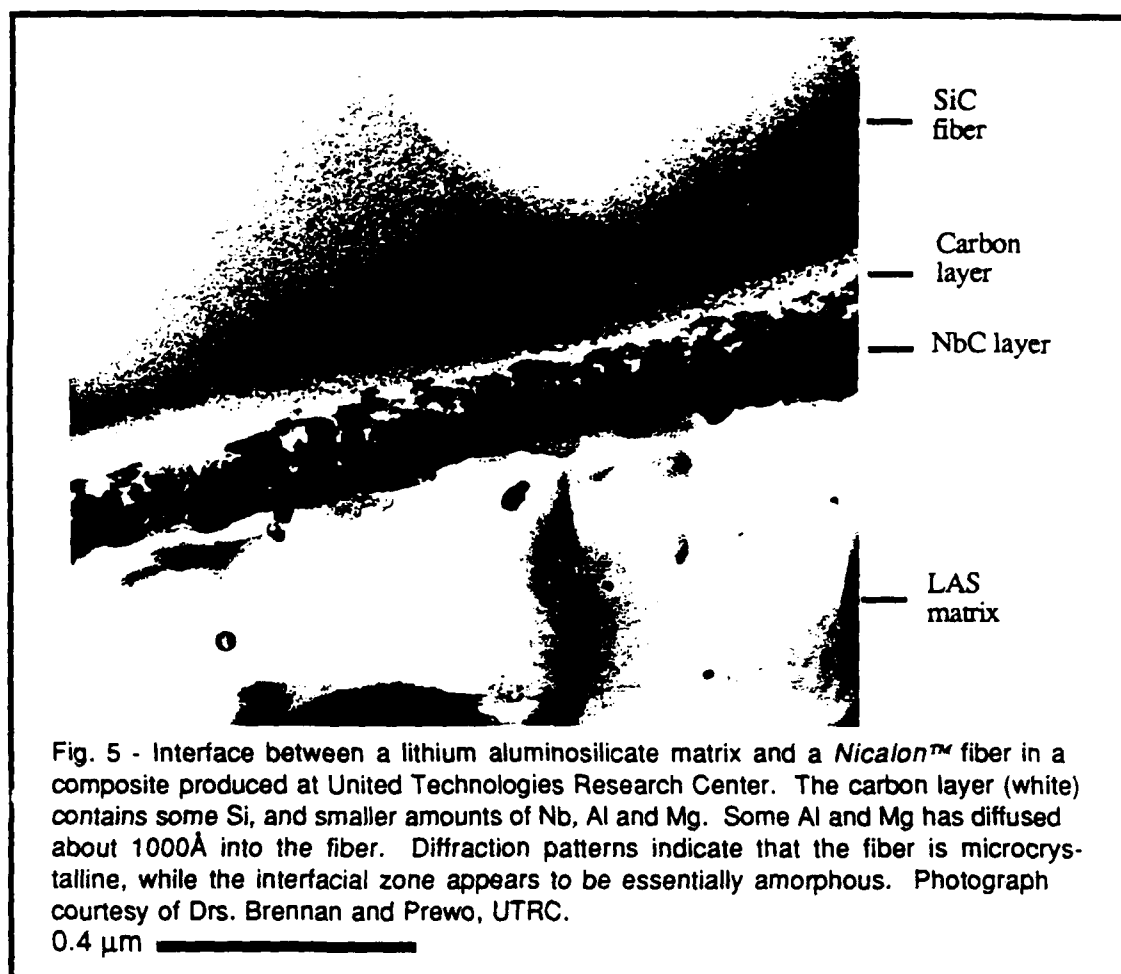 SiC
fiber
Carbon
layer
NbC layer
LAS
matrix
Fig. 5 - Interface between a lithium aluminosilicate matrix and a Nicalon™ fiber in a
composite produced at United Technologies Research Center. The carbon layer (white)
contains some Si, and smaller amounts of Nb, Al and Mg. Some Al and Mg has diffused
about 1000Å into the fiber. Diffraction patterns indicate that the fiber is microcrys-
talline, while the interfacial zone appears to be essentially amorphous. Photograph
courtesy of Drs. Brennan and Prewo, UTRC.
0.4 µm